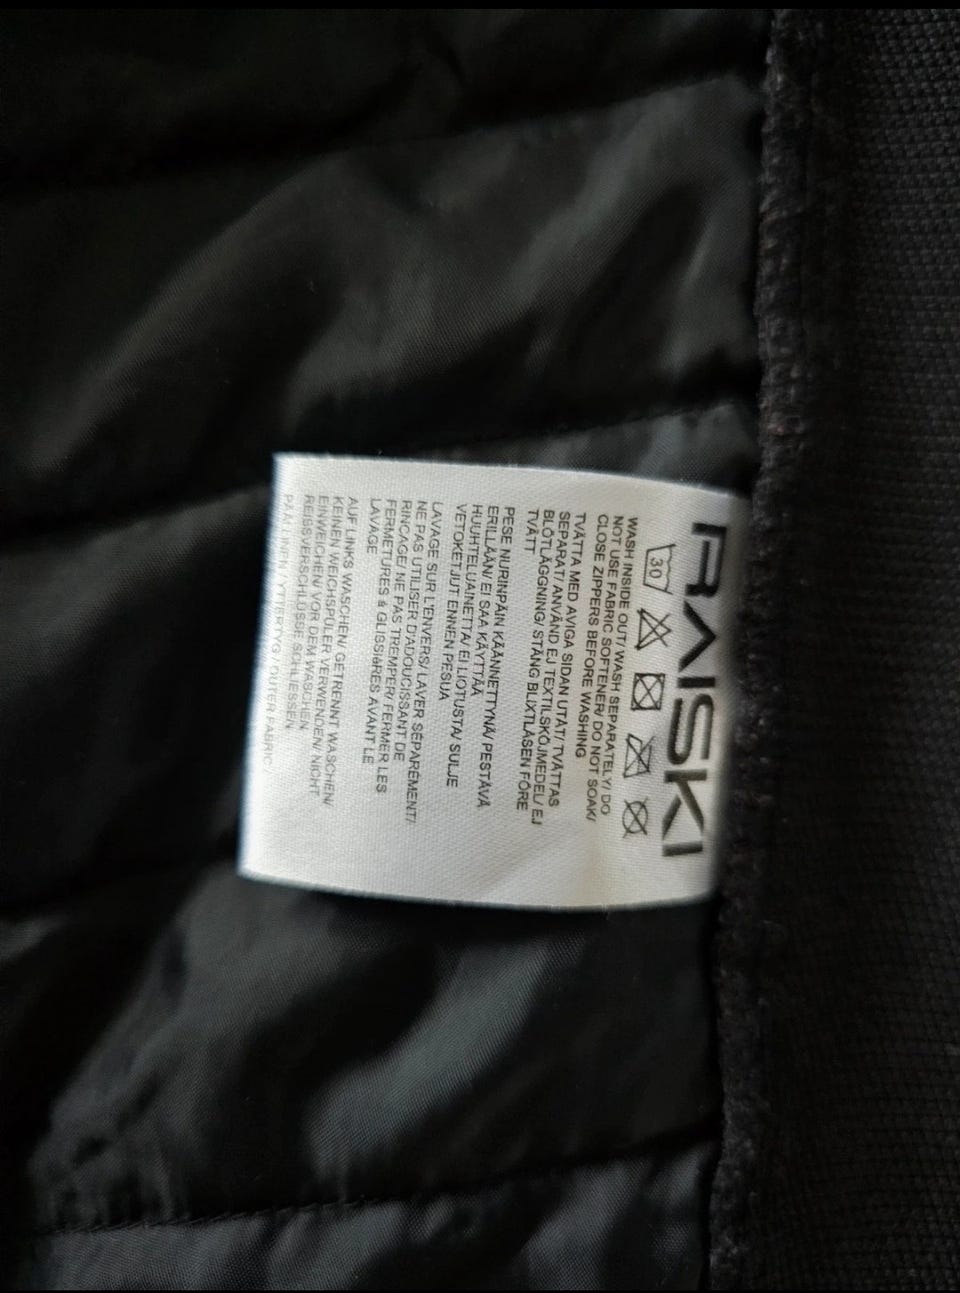 RAISKI
30
WASH INSIDE OUT/ WASH SEPARATELY/ DO
NOT USE FABRIC SOFTENER/ DO NOT SOAK/
CLOSE ZIPPERS BEFORE WASHING
TVÄTTA MED AVIGA SIDAN UTÅT/ TVÄTTAS
SEPARAT/ ANVÄND EJ TEXTILSKÖJMEDEL/ EJ
BLÖTLÄGGNING/ STÄNG BLIXTLÅSEN FÖRE
TVÄTT
PESE NURINPÄIN KÄÄNNETTYNÄ/ PESTÄVÄ
ERILLÄÄN/ EI SAA KÄYTTÄÄ
HUUHTELUAINETTA/ EI LIOTUSTA/ SULJE
VETOKETJUT ENNEN PESUA
LAVAGE SUR L'ENVERS/ LAVER SÉPARÉMENT/
NE PAS UTILISER D'ADOUCISSANT DE
RINCAGE/ NE PAS TREMPER/ FERMER LES
FERMETURES à GLISSIèRES AVANT LE
LAVAGE
AUF LINKS WASCHEN/ GETRENNT WASCHEN/
KEINEN WEICHSPÜLER VERWENDEN/ NICHT
EINWEICHEN/ VOR DEM WASCHEN
REISSVERSCHLÜSSE SCHLIESSEN
PÄÄLLINEN / YTTERTYG / OUTER FABRIC /